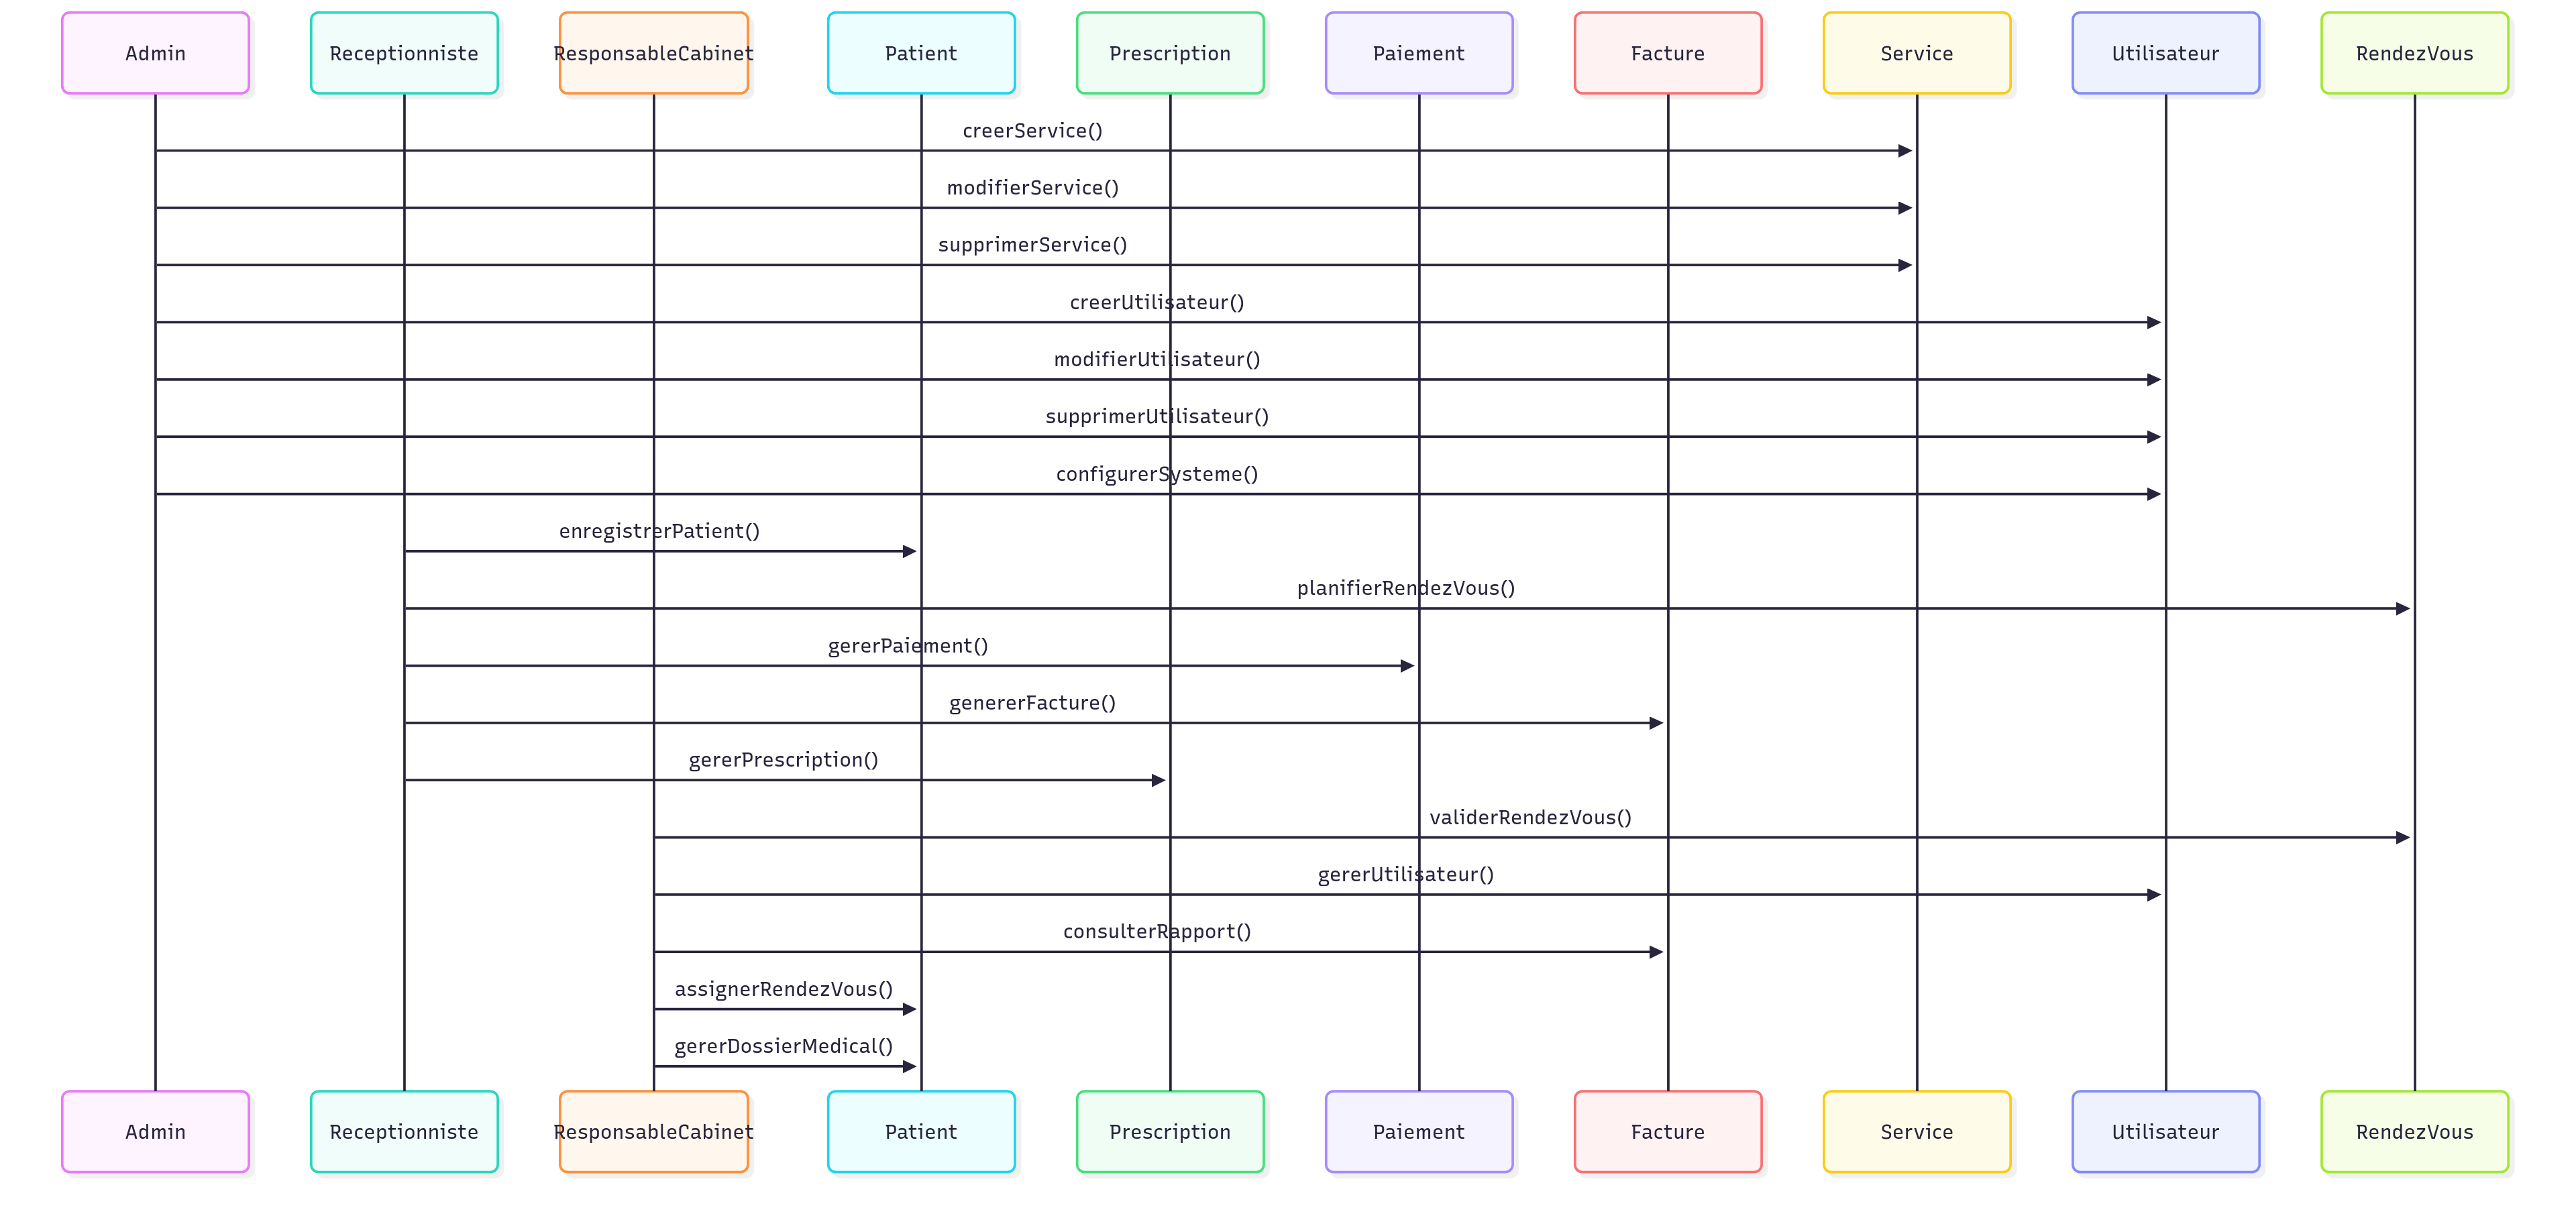 Admin
Receptionniste
ResponsableCabinet
Patient
Prescription
Paiement
Facture
Service
Utilisateur
RendezVous
creerService()
modifierService()
supprimerService()
creerUtilisateur()
modifierUtilisateur()
supprimerUtilisateur()
configurerSysteme()
enregistrerPatient()
planifierRendezVous()
gererPaiement()
genererFacture()
gererPrescription()
validerRendezVous()
gererUtilisateur()
consulterRapport()
assignerRendezVous()
gererDossierMedical()
Admin
Receptionniste
ResponsableCabinet
Patient
Prescription
Paiement
Facture
Service
Utilisateur
RendezVous